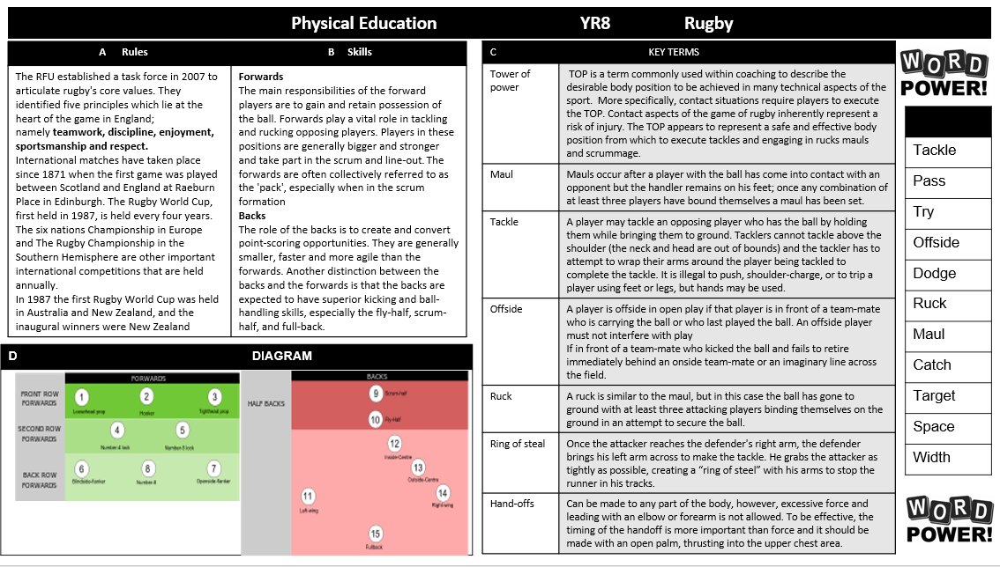 Physical Education YR8 Rugby
A Rules
The RFU established a task force in 2007 to
articulate rugby's core values. They
identified five principles which lie at the
heart of the game in England;
namely teamwork, discipline, enjoyment,
sportsmanship and respect.
International matches have taken place
since 1871 when the first game was played
between Scotland and England at Raeburn
Place in Edinburgh. The Rugby World Cup,
first held in 1987, is held every four years.
The six nations Championship in Europe
and The Rugby Championship in the
Southern Hemisphere are other important
international competitions that are held
annually.
In 1987 the first Rugby World Cup was held
in Australia and New Zealand, and the
inaugural winners were New Zealand
B Skills
Forwards
The main responsibilities of the forward
players are to gain and retain possession of
the ball. Forwards play a vital role in tackling
and rucking opposing players. Players in these
positions are generally bigger and stronger
and take part in the scrum and line-out. The
forwards are often collectively referred to as
the 'pack', especially when in the scrum
formation
Backs
The role of the backs is to create and convert
point-scoring opportunities. They are generally
smaller, faster and more agile than the
forwards. Another distinction between the
backs and the forwards is that the backs are
expected to have superior kicking and ball-
handling skills, especially the fly-half, scrum-
half, and full-back.
D DIAGRAM
FORWARDS
FRONT ROW
FORWARDS
1
2
3
Loosehead prop
Hooker
Tighthead prop
SECOND ROW
FORWARDS
4
5
Number-4 lock
Number-5 lock
BACK ROW
FORWARDS
6
8
7
Blindside-flanker
Number-8
Openside flanker
HALF BACKS
BACKS
9 Scrum-half
10 Fly-Half
12
Inside-Centre
13
Outside-Centre
14
Right-wing
11
Left-wing
15
Fullback
C KEY TERMS
Tower of
power
TOP is a term commonly used within coaching to describe the
desirable body position to be achieved in many technical aspects of the
sport. More specifically, contact situations require players to execute
the TOP. Contact aspects of the game of rugby inherently represent a
risk of injury. The TOP appears to represent a safe and effective body
position from which to execute tackles and engaging in rucks mauls
and scrummage.
Maul
Mauls occur after a player with the ball has come into contact with an
opponent but the handler remains on his feet; once any combination of
at least three players have bound themselves a maul has been set.
Tackle
A player may tackle an opposing player who has the ball by holding
them while bringing them to ground. Tacklers cannot tackle above the
shoulder (the neck and head are out of bounds) and the tackler has to
attempt to wrap their arms around the player being tackled to
complete the tackle. It is illegal to push, shoulder-charge, or to trip a
player using feet or legs, but hands may be used.
Offside
A player is offside in open play if that player is in front of a team-mate
who is carrying the ball or who last played the ball. An offside player
must not interfere with play
If in front of a team-mate who kicked the ball and fails to retire
immediately behind an onside team-mate or an imaginary line across
the field.
Ruck
A ruck is similar to the maul, but in this case the ball has gone to
ground with at least three attacking players binding themselves on the
ground in an attempt to secure the ball.
Ring of steal
Once the attacker reaches the defender's right arm, the defender
brings his left arm across to make the tackle. He grabs the attacker as
tightly as possible, creating a “ring of steel” with his arms to stop the
runner in his tracks.
Hand-offs
Can be made to any part of the body, however, excessive force and
leading with an elbow or forearm is not allowed. To be effective, the
timing of the handoff is more important than force and it should be
made with an open palm, thrusting into the upper chest area.
WORD
POWER!
Tackle
Pass
Try
Offside
Dodge
Ruck
Maul
Catch
Target
Space
Width
WORD
POWER!